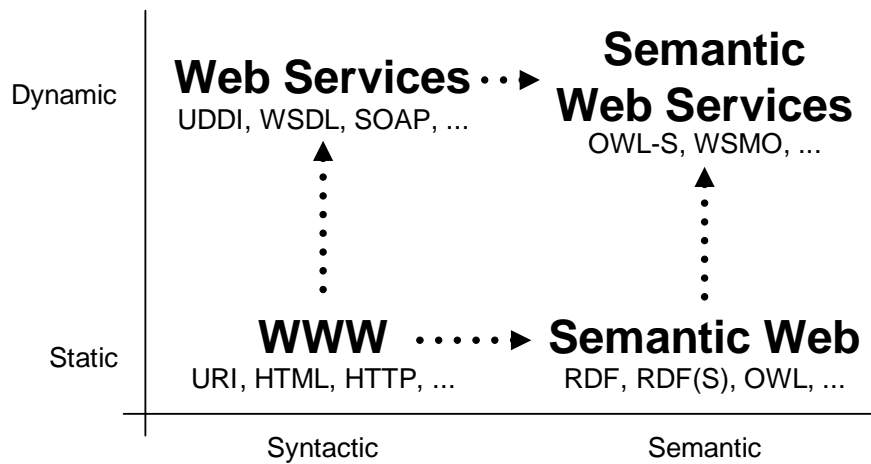 Dynamic
Web Services
UDDI, WSDL, SOAP, ...
Semantic
Web Services
OWL-S, WSMO, ...
Static
WWW
URI, HTML, HTTP, ...
Semantic Web
RDF, RDF(S), OWL, ...
Syntactic
Semantic